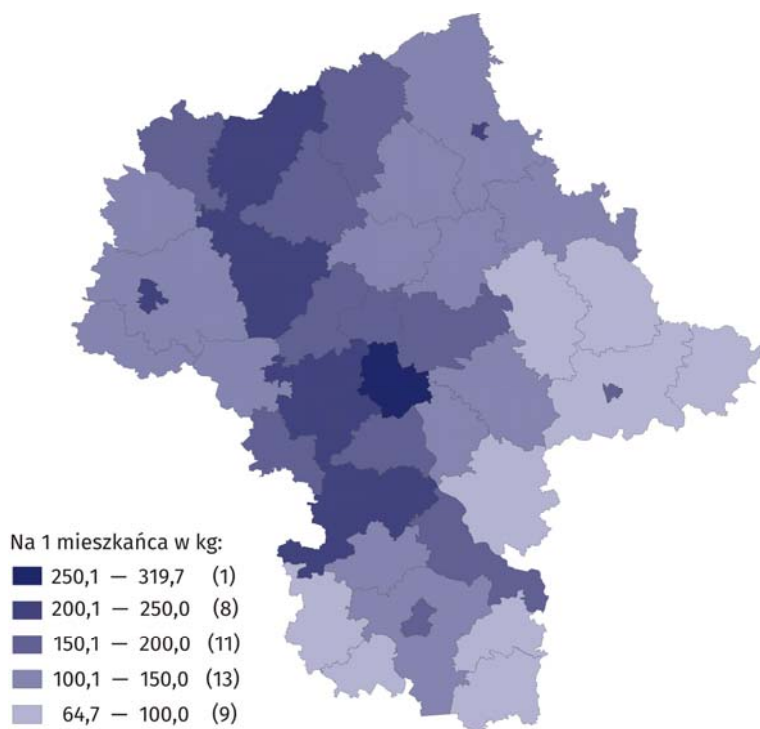 Na 1 mieszkańca w kg:
250,1 — 319,7 (1)
200,1 — 250,0 (8)
150,1 — 200,0 (11)
100,1 — 150,0 (13)
64,7 — 100,0 (9)